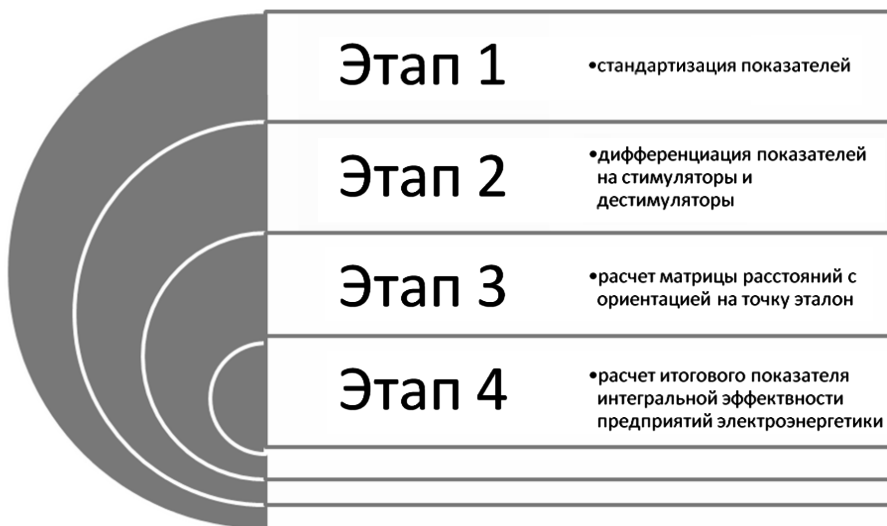 Этап 1
•стандартизация показателей
Этап 2
•дифференциация показателей
на стимуляторы и
дестимуляторы
Этап 3
•расчет матрицы расстояний с
ориентацией на точку эталон
Этап 4
•расчет итогового показателя
интегральной эффектвности
предприятий электроэнергетики